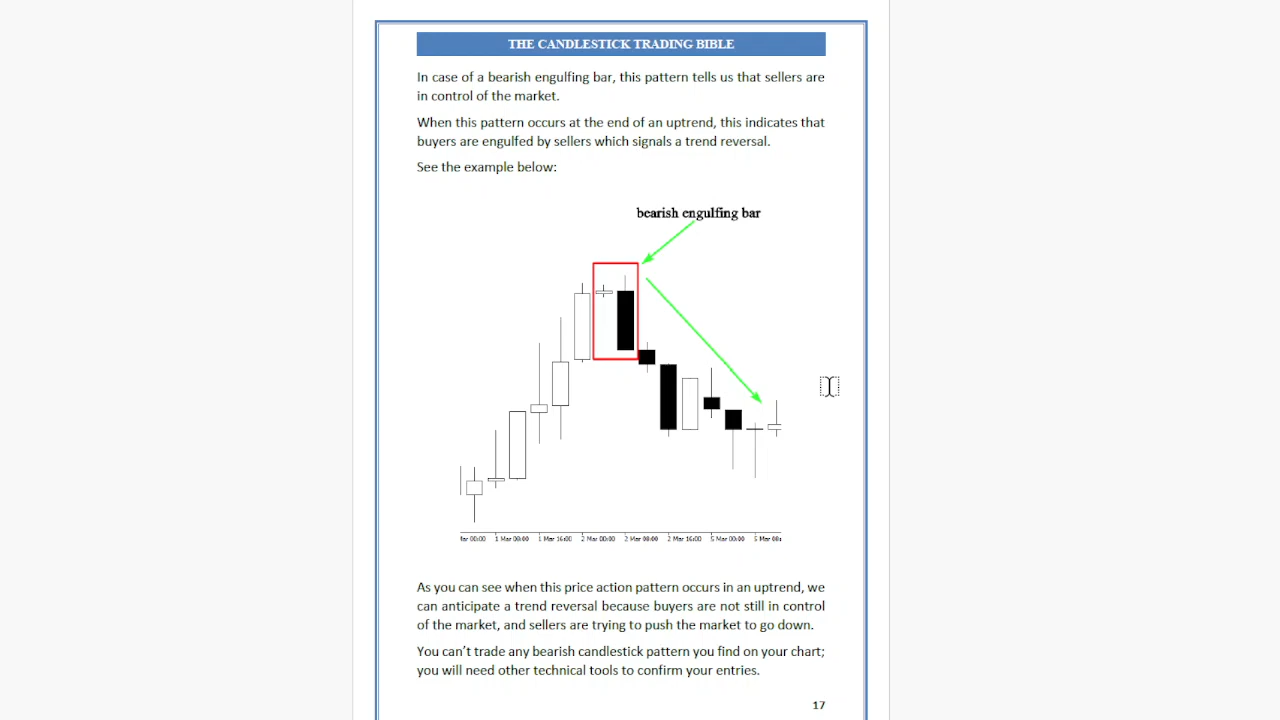 THE CANDLESTICK TRADING BIBLE
In case of a bearish engulfing bar, this pattern tells us that sellers are
in control of the market.
When this pattern occurs at the end of an uptrend, this indicates that
buyers are engulfed by sellers which signals a trend reversal.
See the example below:
bearish engulfing bar
1 Mar 00:00 1 Mar 16:00 2 Mar 00:00 2 Mar 08:00 2 Mar 16:00 5 Mar 00:00
As you can see when this price action pattern occurs in an uptrend, we
can anticipate a trend reversal because buyers are not still in control
of the market, and sellers are trying to push the market to go down.
You can’t trade any bearish candlestick pattern you find on your chart;
you will need other technical tools to confirm your entries.
17